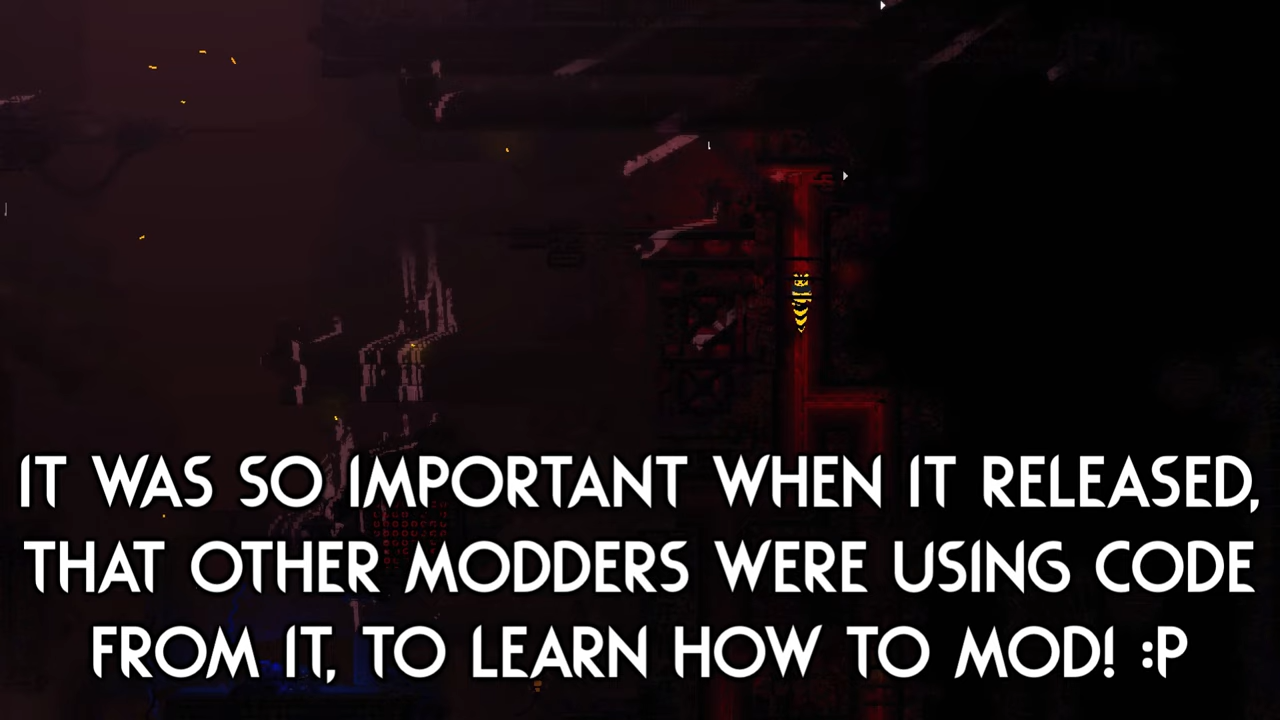 IT WAS SO IMPORTANT WHEN IT RELEASED,
THAT OTHER MODDERS WERE USING CODE
FROM IT, TO LEARN HOW TO MOD! :P